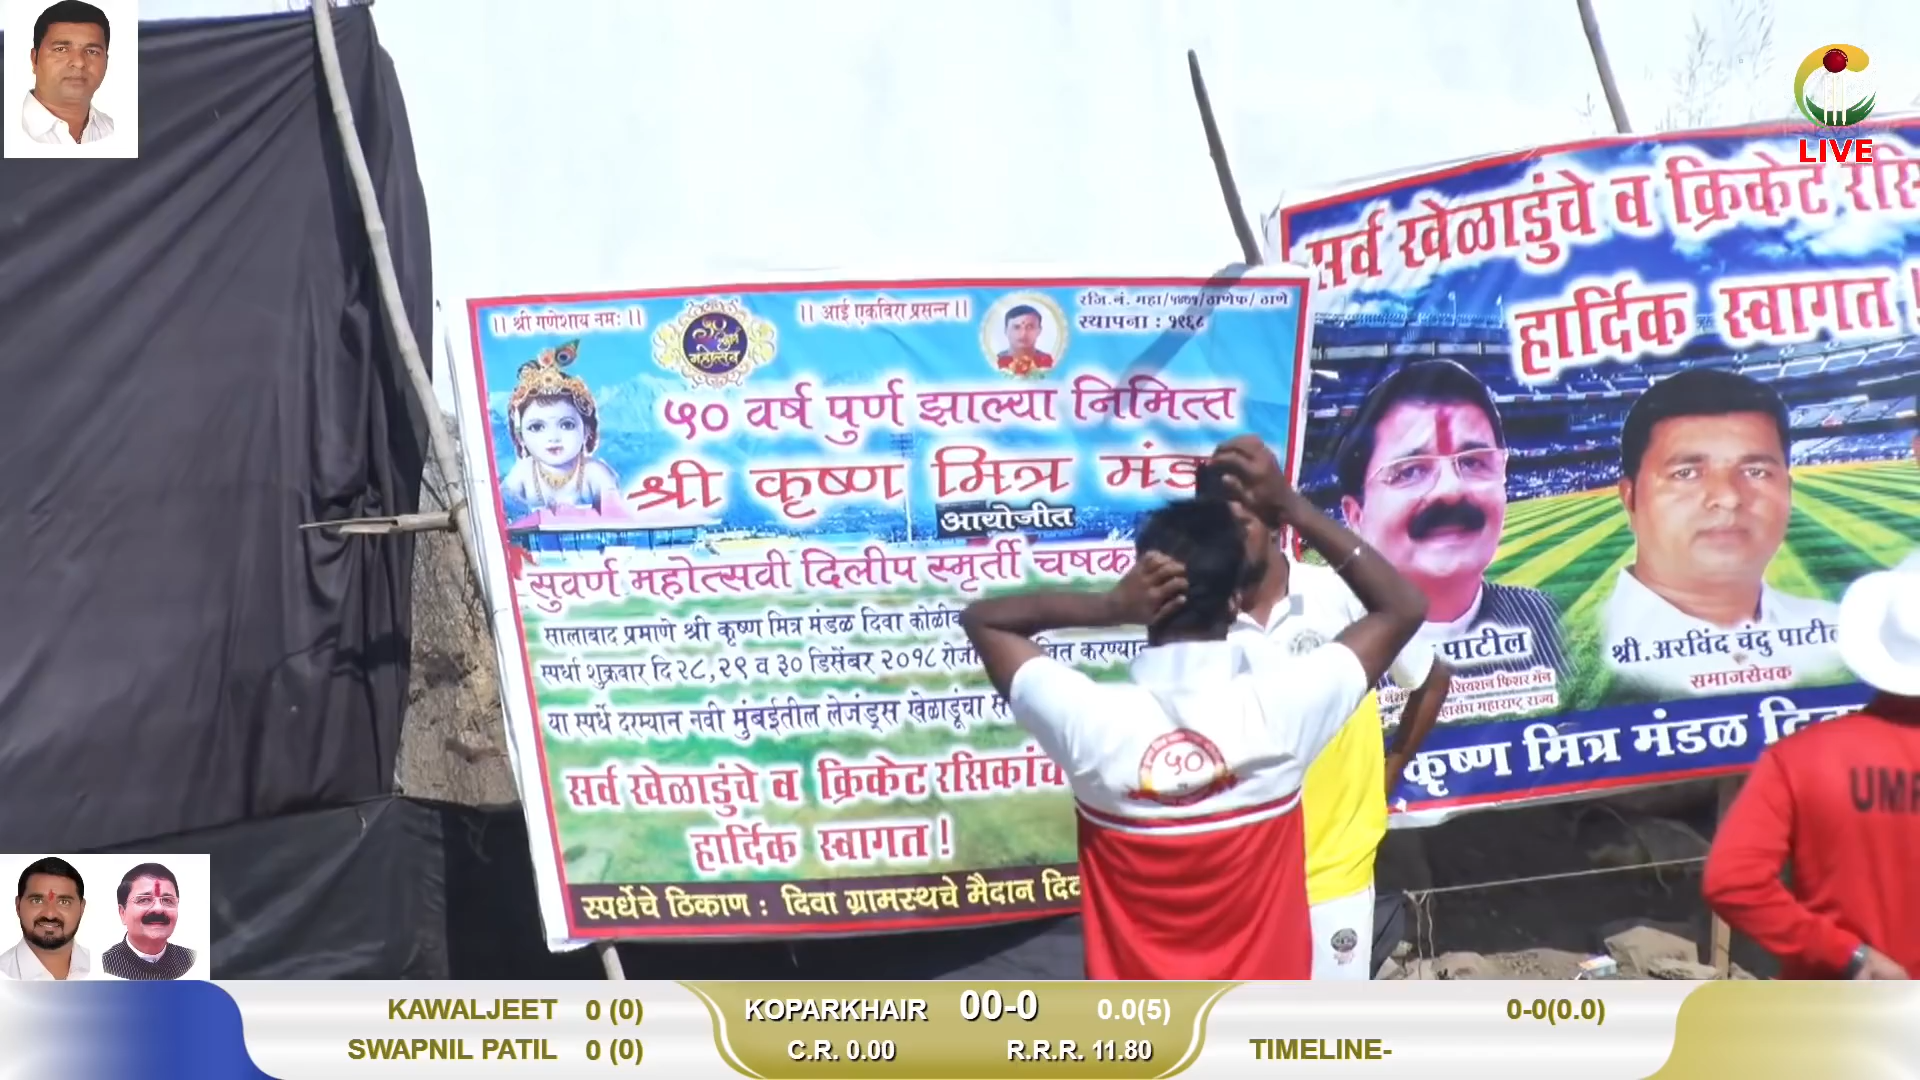 LIVE
|| श्री गणेशाय नमः ||
|| आई एकविरा प्रसन्न ||
स्थापना : १९६८
५० वर्ष पुर्ण झाल्या निमित्त
श्री कृष्ण मित्र
आयोजीत
सुवर्ण महोत्सवी दिलीप स्मृर्ती चषक
सालाबाद प्रमाणे श्री कृष्ण मित्र मंडळ दिवा
स्पर्धा शुक्रवार दि २८, २९ व ३० डिसेंबर २०१८
या स्पर्धे दरम्यान नवी मुंबईतील लेजंड्स खेळाडूंचा
सर्व खेळाडुंचे व क्रिकेट
हार्दिक स्वागत !
स्पर्धेचे ठिकाण : दिवा ग्रामस्थचे मैदान
सर्व खेळाडुंचे व क्रिकेट
हार्दिक स्वागत !
पाटील
श्री. अरविंद चंदु पाटील
समाजसेवक
कृष्ण मित्र मंडळ
५०
KAWALJEET 0 (0)
SWAPNIL PATIL 0 (0)
KOPARKHAIR 00-0 0.0(5)
C.R. 0.00 R.R.R. 11.80
0-0(0.0)
TIMELINE-